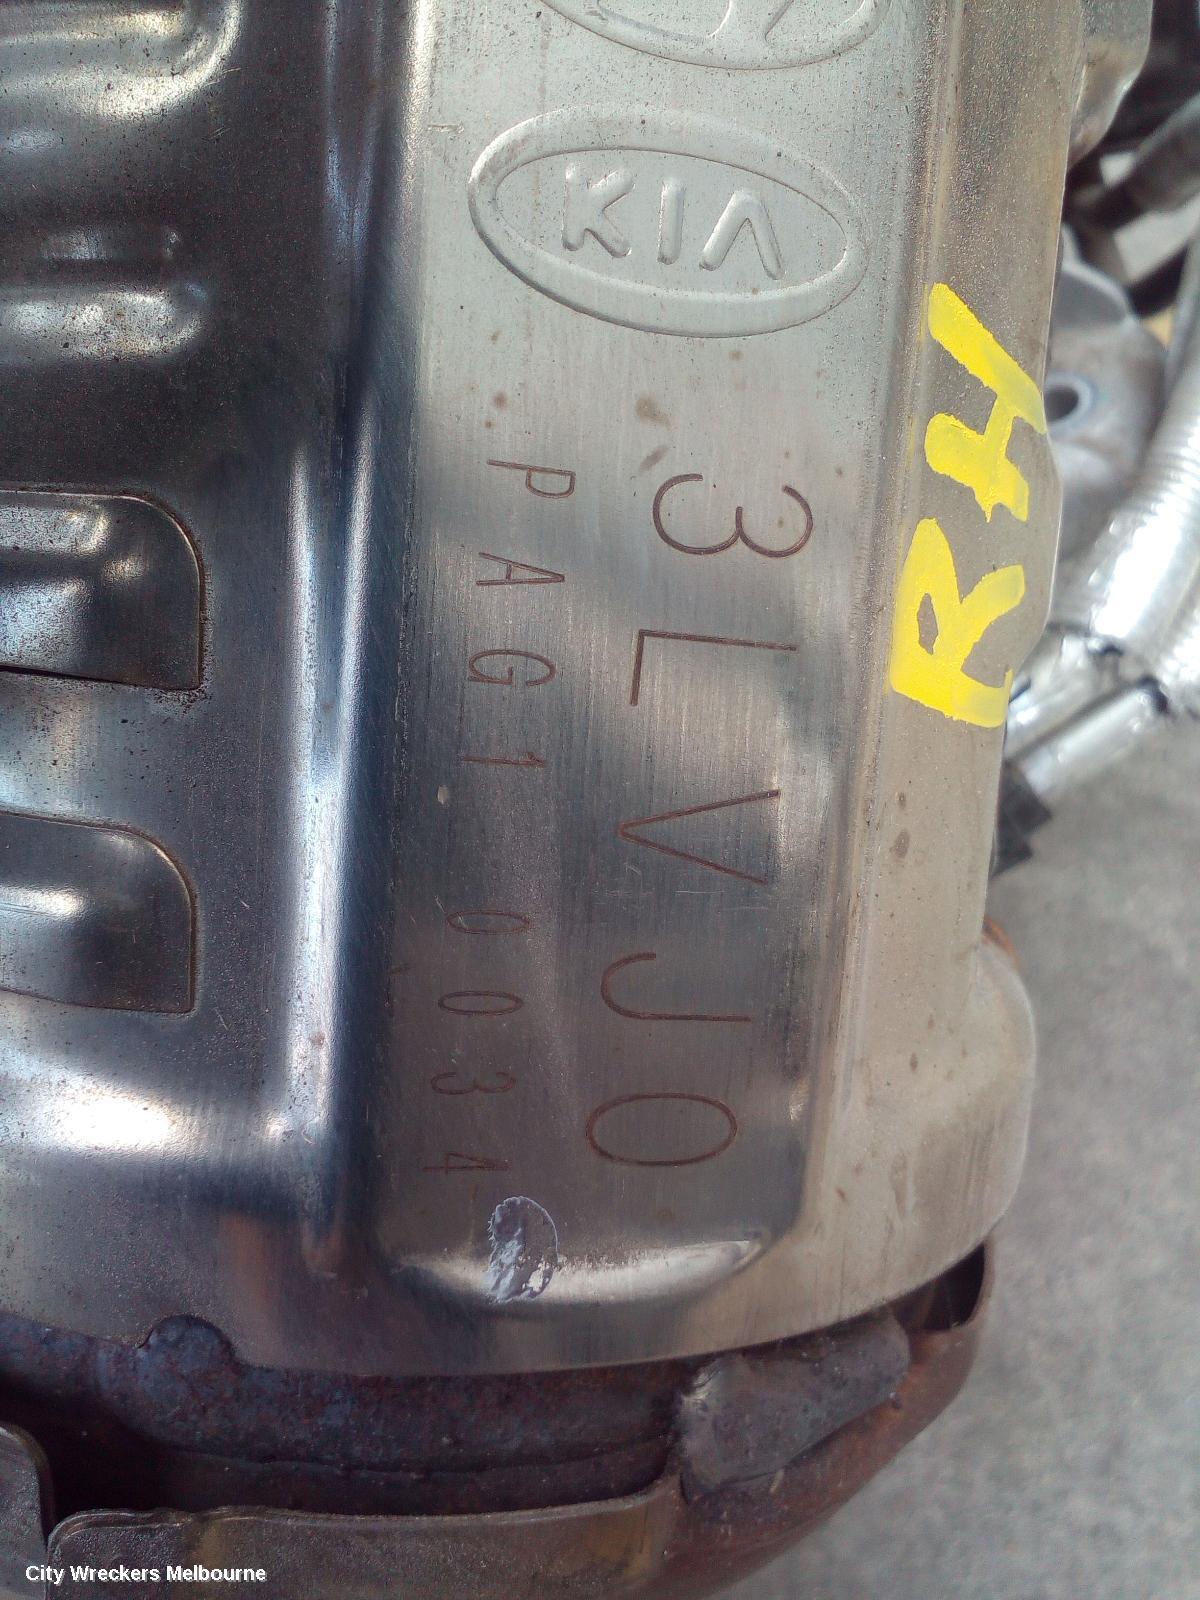 KIA
3LVJ0
PAG1 0034
RH
City Wreckers Melbourne